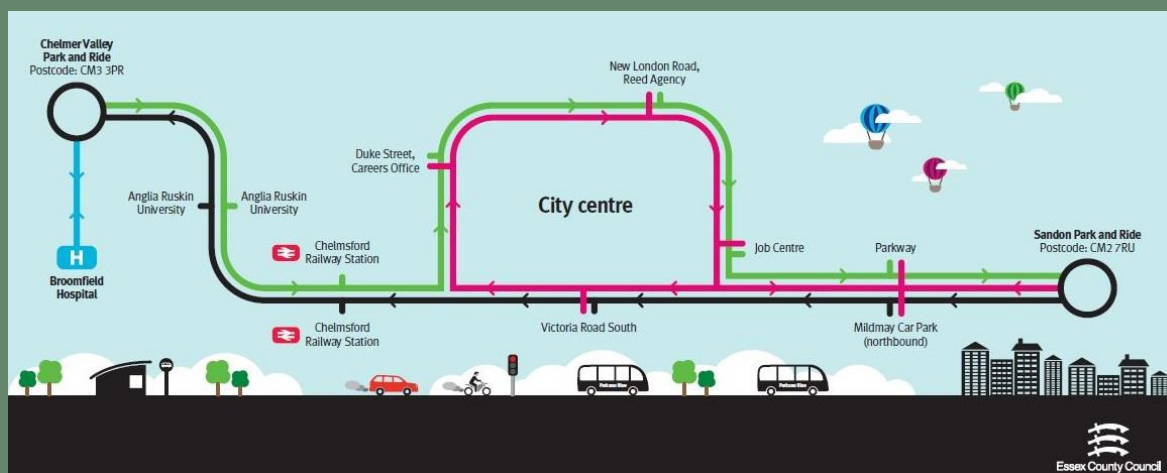 Chelmer Valley
Park and Ride
Postcode: CM3 3PR
H
Broomfield
Hospital
Anglia Ruskin
University
Anglia Ruskin
University
Chelmsford
Railway Station
Chelmsford
Railway Station
Duke Street,
Careers Office
New London Road,
Reed Agency
City centre
Job Centre
Victoria Road South
Parkway
Mildmay Car Park
(northbound)
Sandon Park and Ride
Postcode: CM2 7RU
Essex County Council